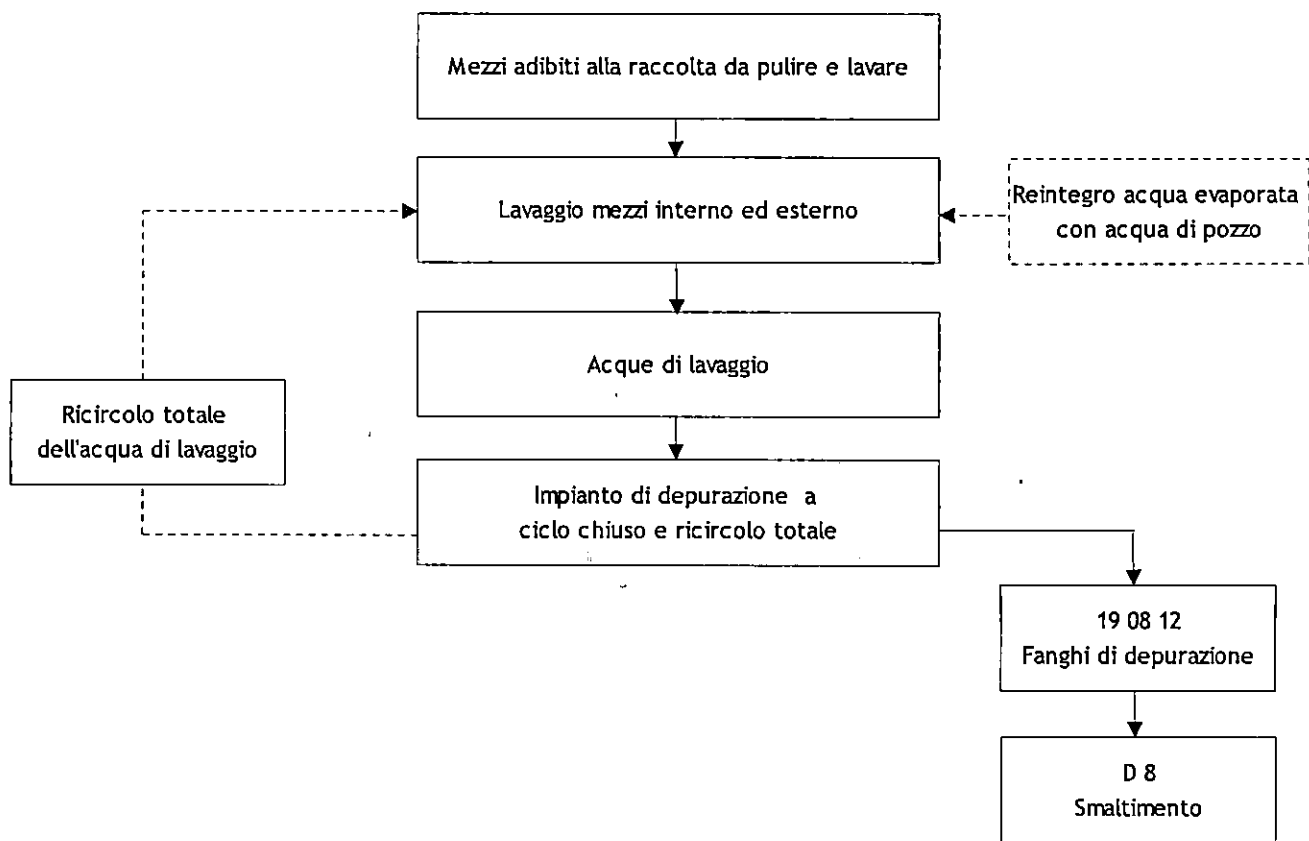 Mezzi adibiti alla raccolta da pulire e lavare
Lavaggio mezzi interno ed esterno
Reintegro acqua evaporata
con acqua di pozzo
Acque di lavaggio
Ricircolo totale
dell'acqua di lavaggio
Impianto di depurazione a
ciclo chiuso e ricircolo totale
19 08 12
Fanghi di depurazione
D 8
Smaltimento